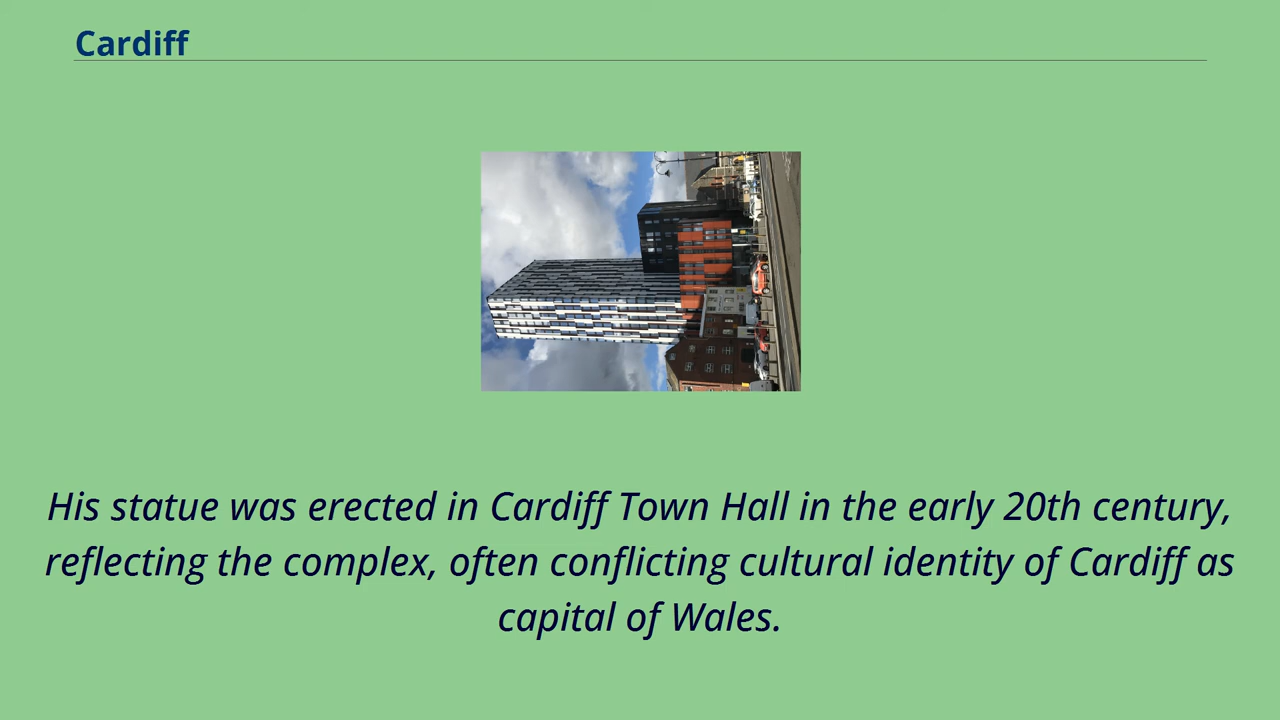 Cardiff
His statue was erected in Cardiff Town Hall in the early 20th century,
reflecting the complex, often conflicting cultural identity of Cardiff as
capital of Wales.